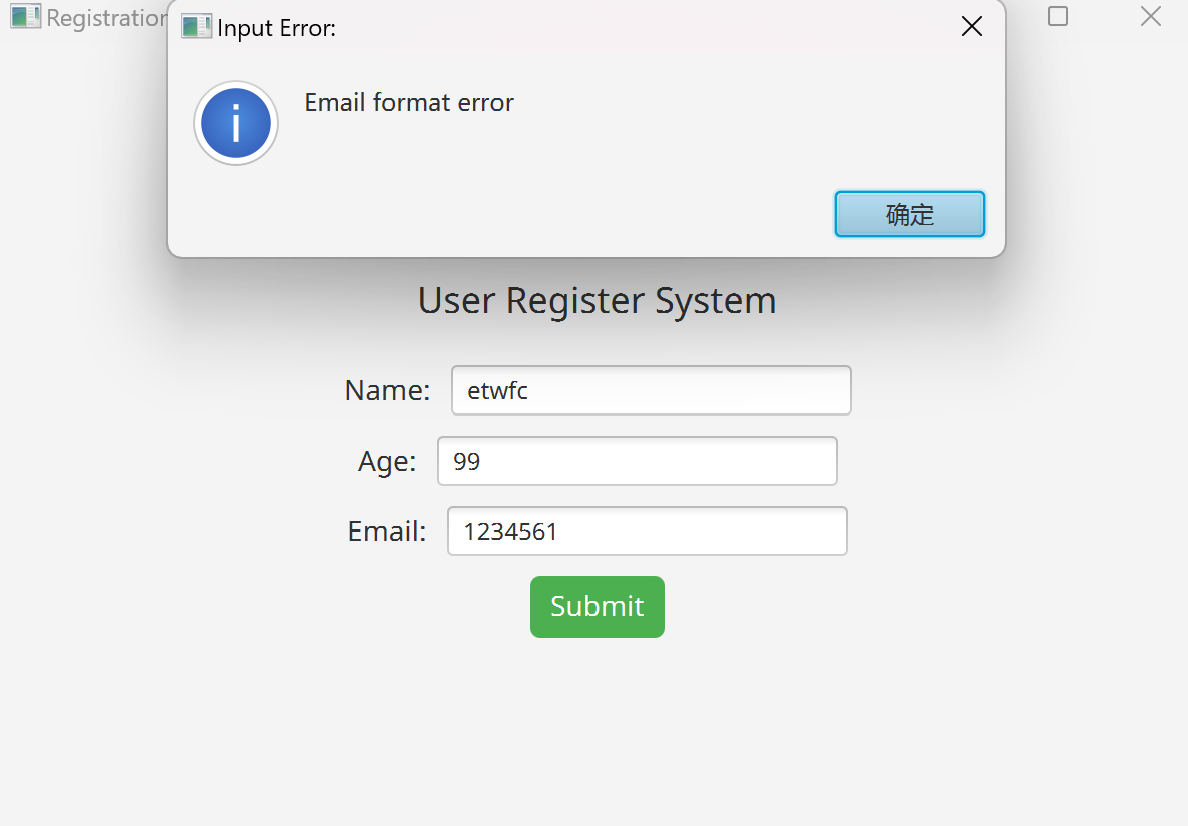 Registration
Input Error:
Email format error
确定
User Register System
Name: etwfc
Age: 99
Email: 1234561
Submit